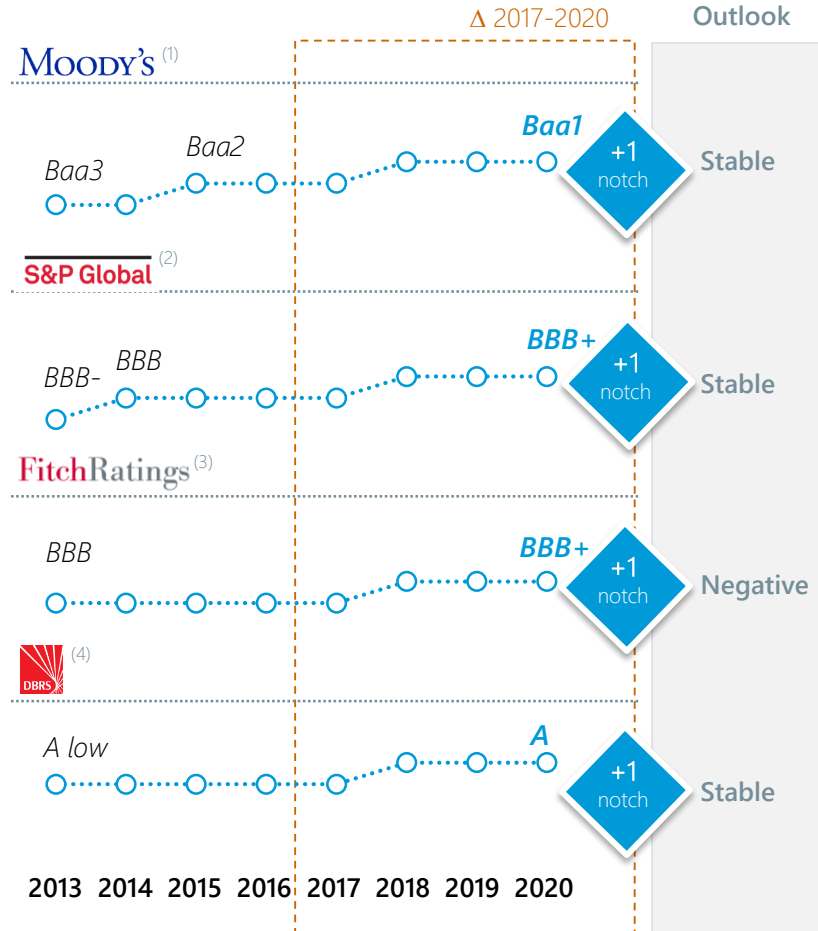 Δ 2017-2020
Outlook
MOODY'S (1)
Baa3
Baa2
Baa1
+1
notch
Stable
S&P Global (2)
BBB-
BBB
BBB+
+1
notch
Stable
FitchRatings (3)
BBB
BBB+
+1
notch
Negative
DBRS (4)
A low
A
+1
notch
Stable
2013 2014 2015 2016 2017 2018 2019 2020